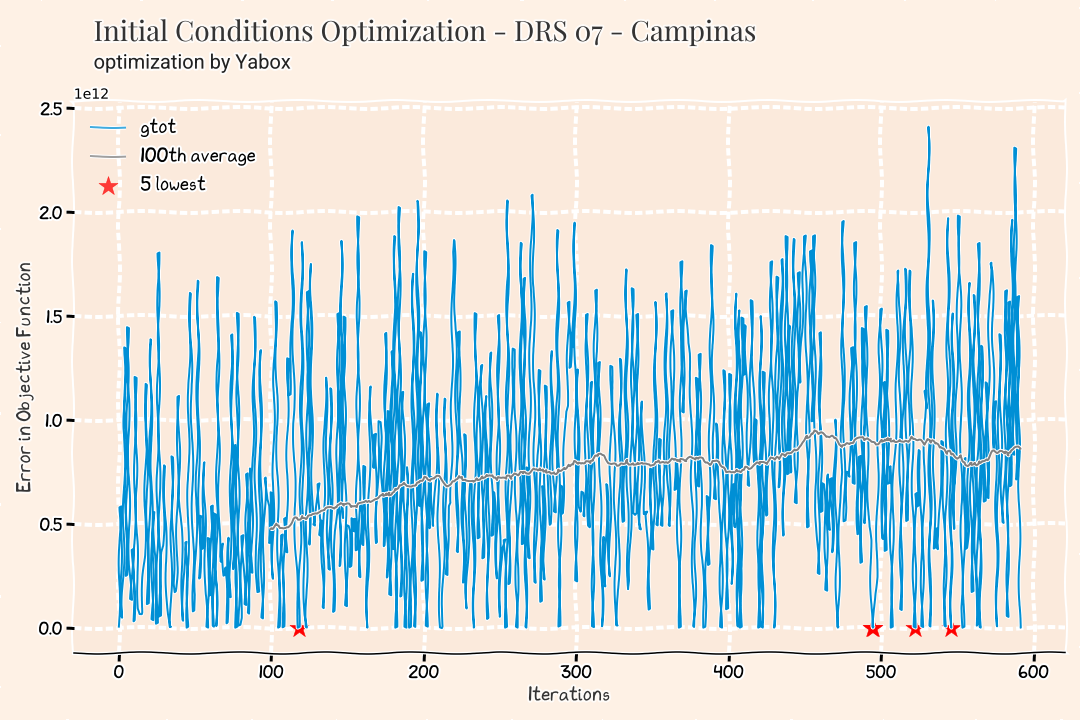 Initial Conditions Optimization - DRS 07 - Campinas
optimization by Yabox
1e12
2.5
gtot
100th average
5 lowest
2.0
1.5
1.0
0.5
0.0
Error in Objective Function
0 100 200 300 400 500 600
Iterations